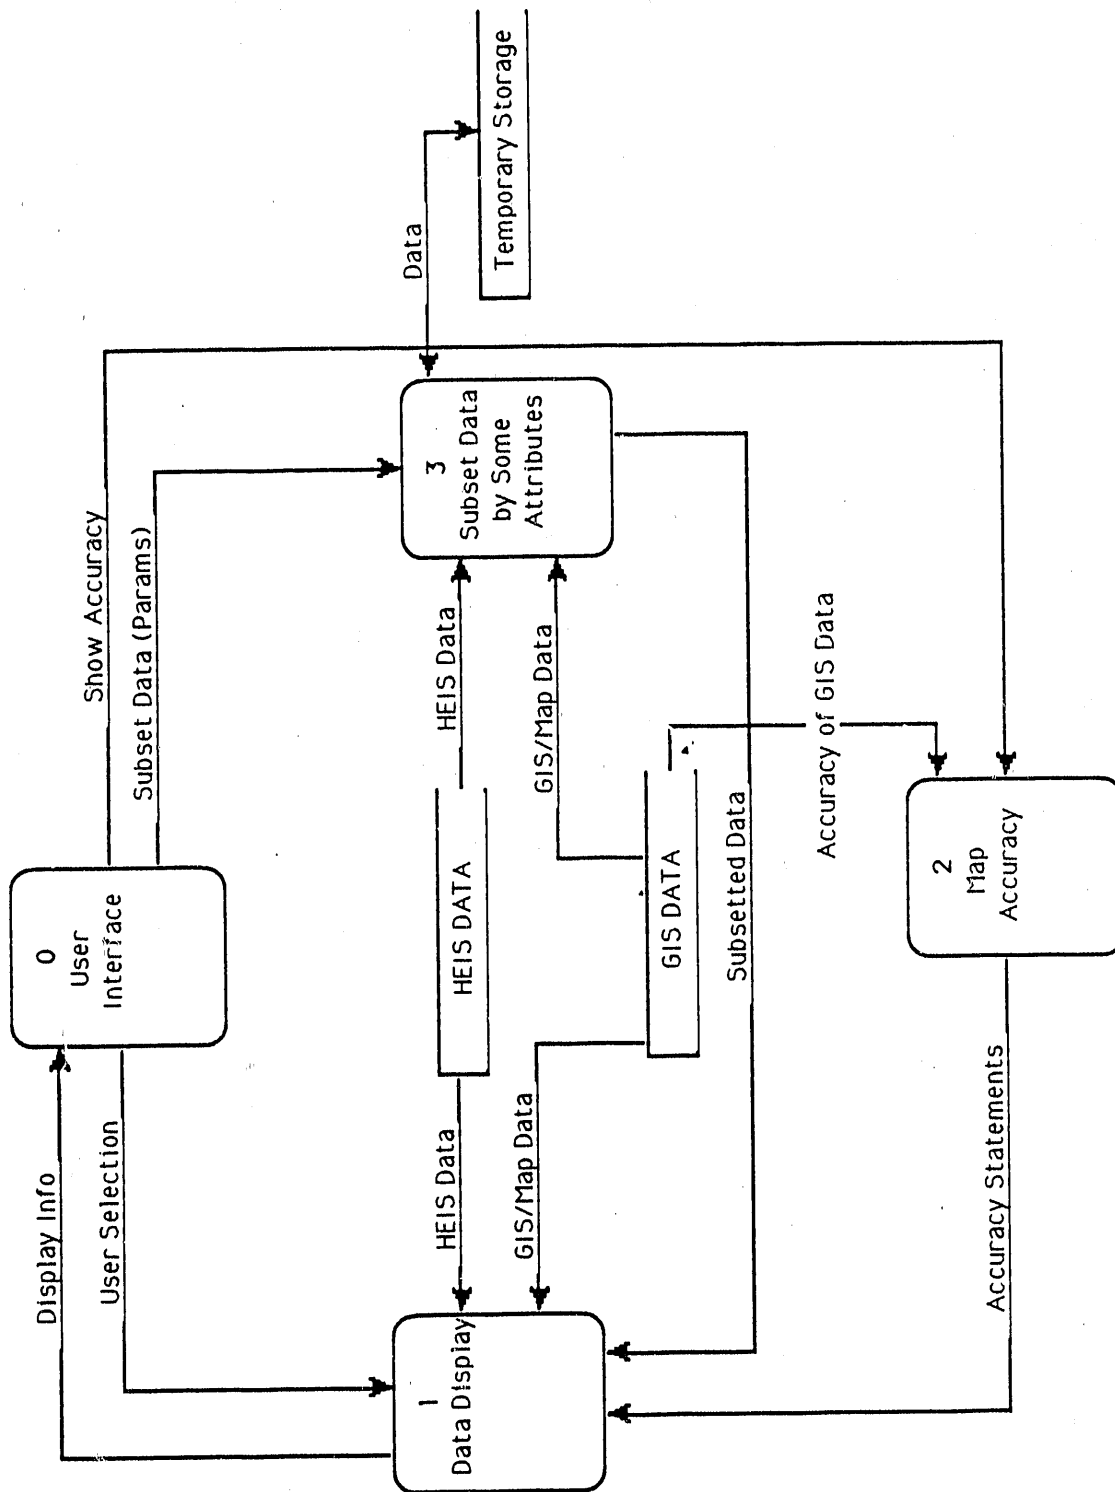 0
User
Interface
Display Info
User Selection
Show Accuracy
Subset Data (Params)
1
Data Display
HEIS Data
GIS/Map Data
HEIS DATA
GIS DATA
HEIS Data
GIS/Map Data
3
Subset Data
by Some
Attributes
Data
Temporary Storage
Subsetted Data
Accuracy of GIS Data
Accuracy Statements
2
Map
Accuracy